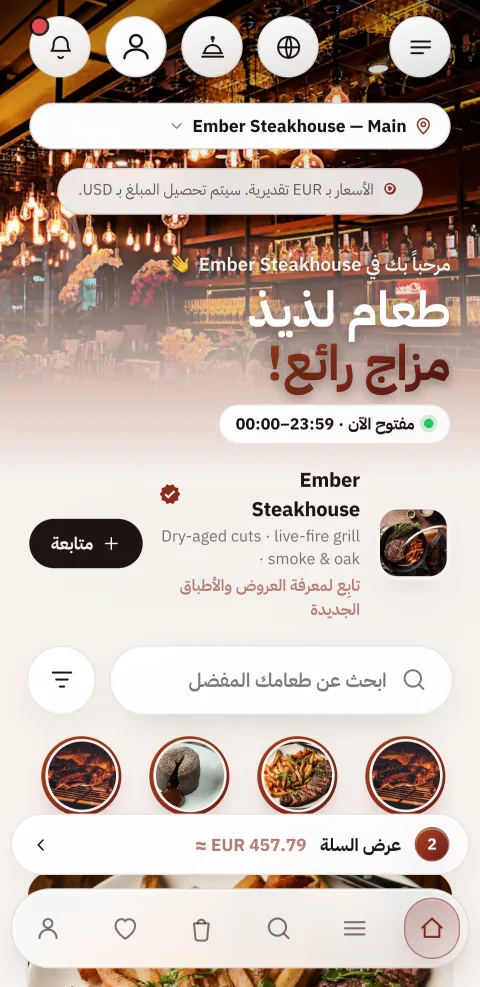 Ember Steakhouse — Main
الأسعار بـ EUR تقديرية. سيتم تحصيل المبلغ بـ USD.
مرحباً بك في Ember Steakhouse 👋
طعام لذيذ
مزاج رائع!
مفتوح الآن · 00:00–23:59
Ember
Steakhouse
Dry-aged cuts · live-fire grill
· smoke & oak
تابِع لمعرفة العروض والأطباق
الجديدة
متابعة
ابحث عن طعامك المفضل
2 عرض السلة ≈ EUR 457.79